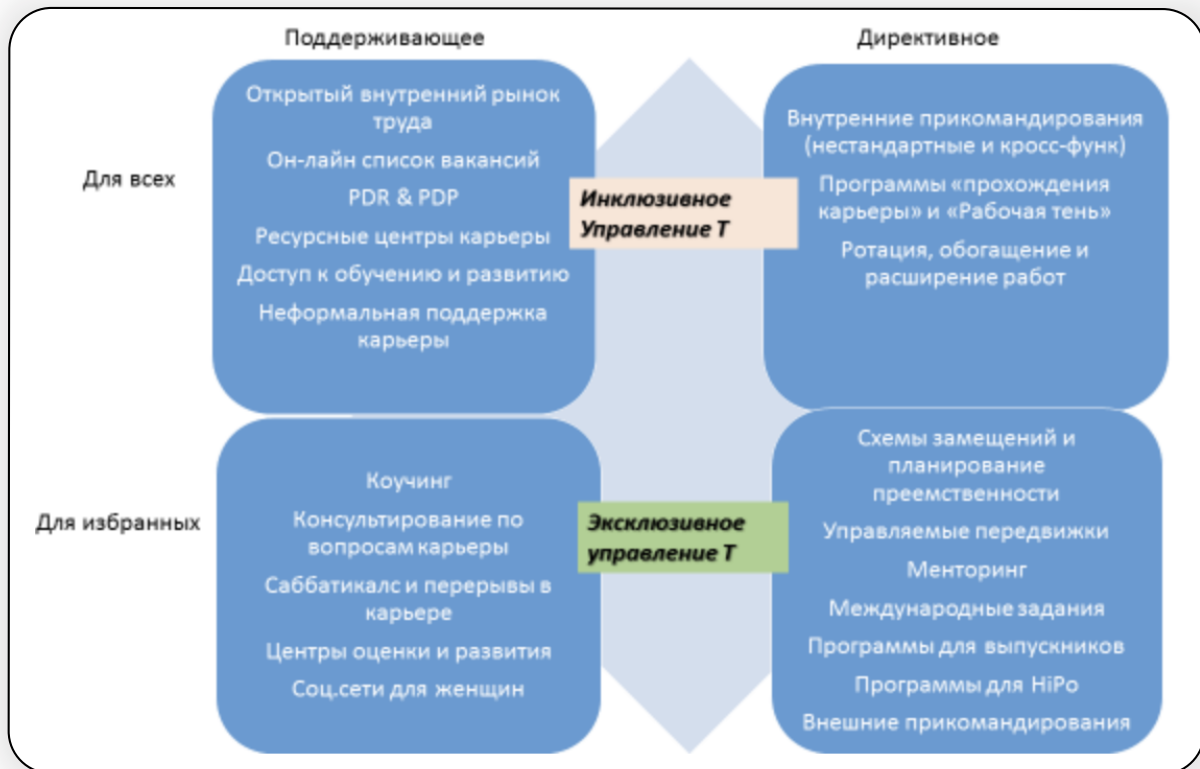 Поддерживающее
Директивное
Для всех
Открытый внутренний рынок
труда
Он-лайн список вакансий
PDR & PDP
Ресурсные центры карьеры
Доступ к обучению и развитию
Неформальная поддержка
карьеры
Инклюзивное
Управление Т
Внутренние прикомандирования
(нестандартные и кросс-функ)
Программы «прохождения
карьеры» и «Рабочая тень»
Ротация, обогащение и
расширение работ
Для избранных
Коучинг
Консультирование по
вопросам карьеры
Саббатикалс и перерывы в
карьере
Центры оценки и развития
Соц.сети для женщин
Эксклюзивное
управление Т
Схемы замещений и
планирование
преемственности
Управляемые передвижки
Менторинг
Международные задания
Программы для выпускников
Программы для HiPo
Внешние прикомандирования